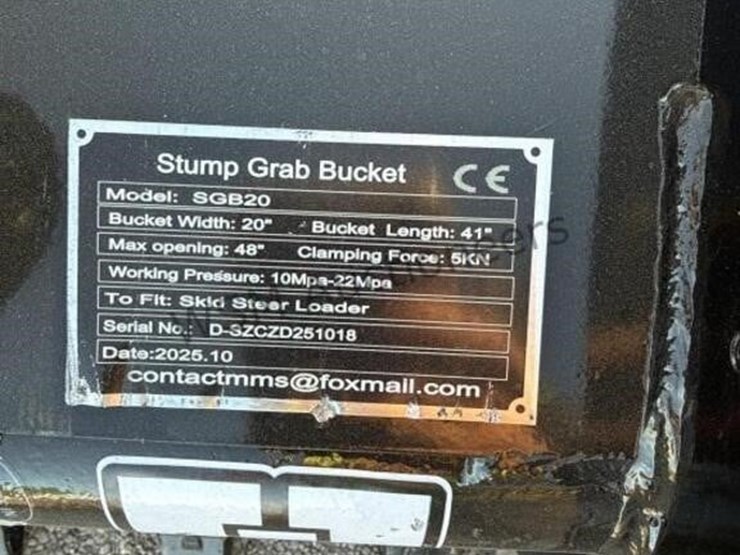 Stump Grab Bucket CE
Model: SGB20
Bucket Width: 20" Bucket Length: 41"
Max opening: 48" Clamping Force: 5KN
Working Pressure: 10Mpa-22Mpa
To Fit: Skid Steer Loader
Serial No.: D-SZCZD251018
Date:2025.10
contactmms@foxmail.com